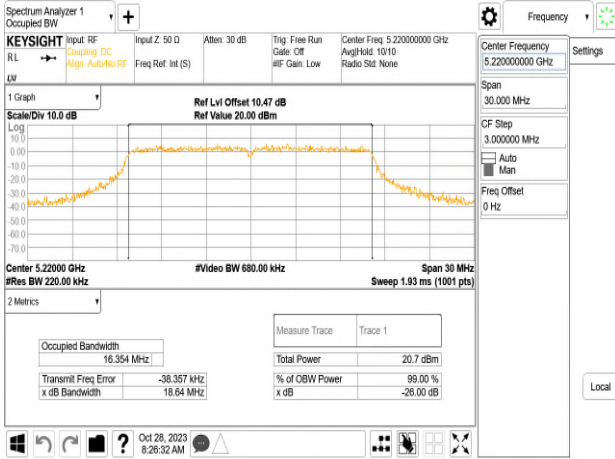 Spectrum Analyzer 1
Occupied BW
Frequency
KEYSIGHT
RL
Input: RF
Coupling: DC
Align: Auto/No RF
Input Z: 50 Ω
Freq Ref: Int (S)
Atten: 30 dB
Trig: Free Run
Gate: Off
#IF Gain: Low
Center Freq: 5.220000000 GHz
Avg|Hold: 10/10
Radio Std: None
1 Graph
Scale/Div 10.0 dB
Ref Lvl Offset 10.47 dB
Ref Value 20.00 dBm
Log
10.0
0.00
-10.0
-20.0
-30.0
-40.0
-50.0
-60.0
-70.0
Center 5.22000 GHz
#Video BW 680.00 kHz
Span 30 MHz
#Res BW 220.00 kHz
Sweep 1.93 ms (1001 pts)
2 Metrics
Measure Trace
Trace 1
Occupied Bandwidth
16.354 MHz
Total Power
20.7 dBm
Transmit Freq Error
-38.357 kHz
% of OBW Power
99.00 %
x dB Bandwidth
18.64 MHz
x dB
-26.00 dB
Center Frequency
5.220000000 GHz
Settings
Span
30.000 MHz
CF Step
3.000000 MHz
Auto
Man
Freq Offset
0 Hz
Local
?
Oct 28, 2023
8:26:32 AM